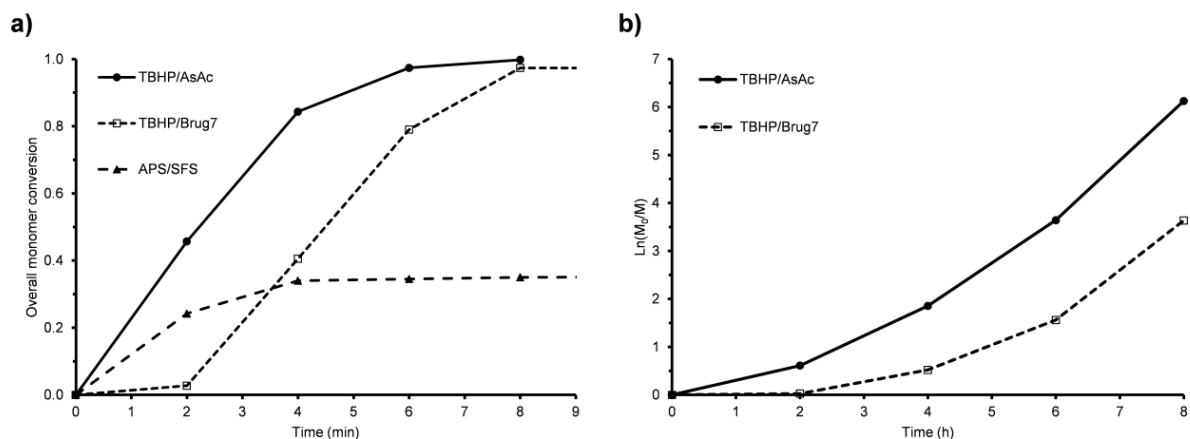 a)
Overall monomer conversion
1.0
0.8
0.6
0.4
0.2
0.0
TBHP/AsAc
TBHP/Brug7
APS/SFS
0 1 2 3 4 5 6 7 8 9
Time (min)
b)
Ln(M₀/M)
7
6
5
4
3
2
1
0
TBHP/AsAc
TBHP/Brug7
0 1 2 3 4 5 6 7 8
Time (h)